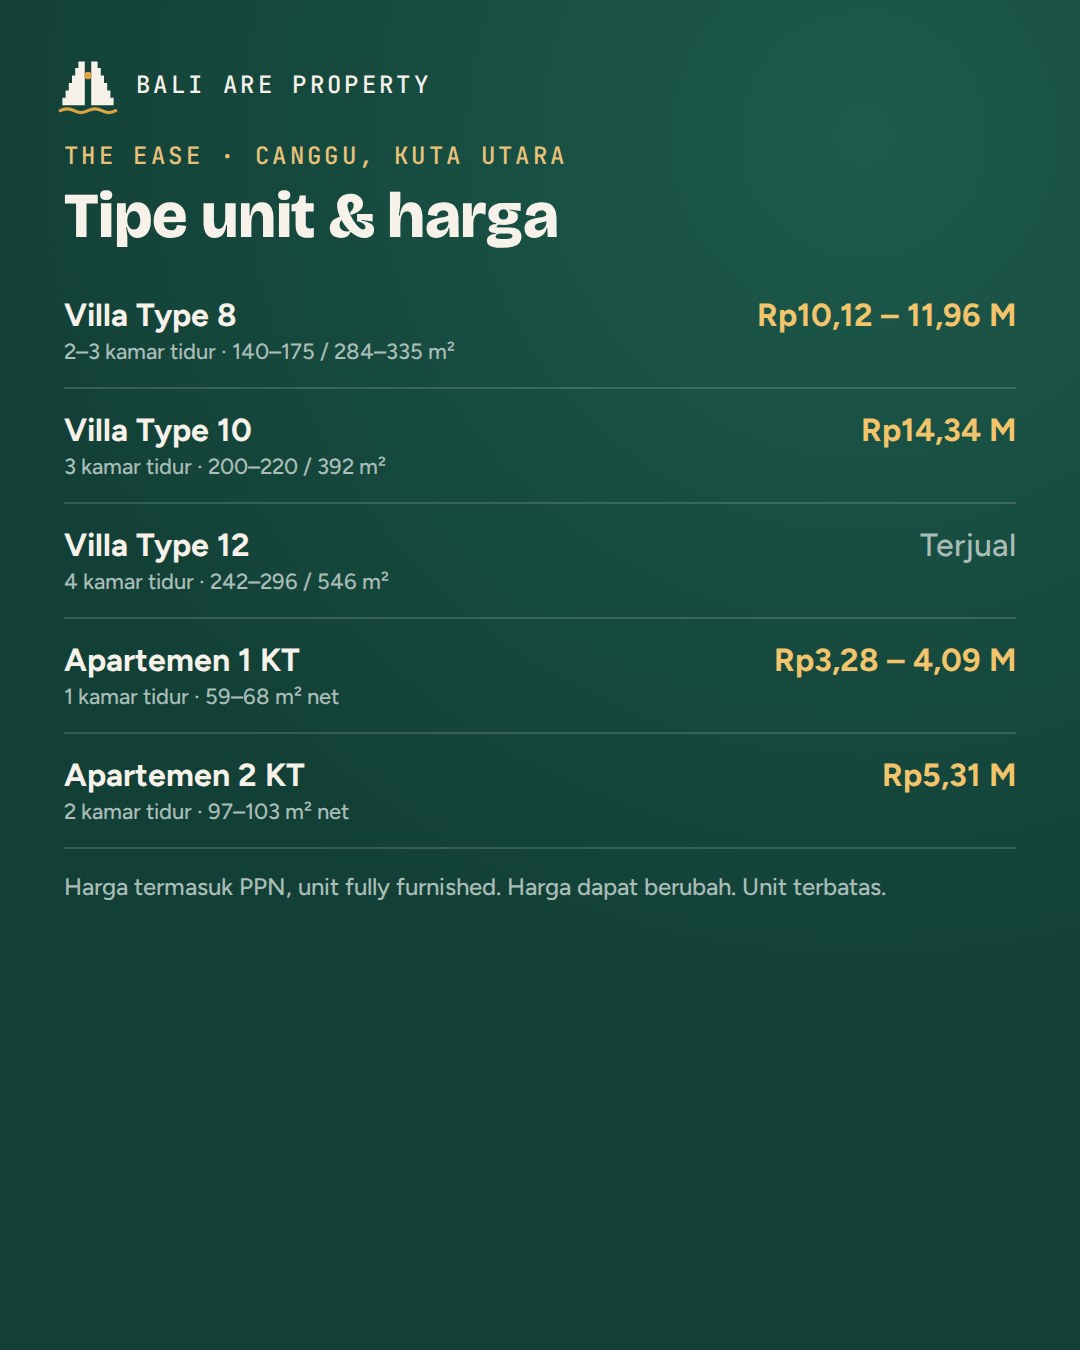 BALI ARE PROPERTY
THE EASE · CANGGU, KUTA UTARA
Tipe unit & harga
Villa Type 8
Rp10,12 – 11,96 M
2–3 kamar tidur · 140–175 / 284–335 m²
Villa Type 10
Rp14,34 M
3 kamar tidur · 200–220 / 392 m²
Villa Type 12
Terjual
4 kamar tidur · 242–296 / 546 m²
Apartemen 1 KT
Rp3,28 – 4,09 M
1 kamar tidur · 59–68 m² net
Apartemen 2 KT
Rp5,31 M
2 kamar tidur · 97–103 m² net
Harga termasuk PPN, unit fully furnished. Harga dapat berubah. Unit terbatas.